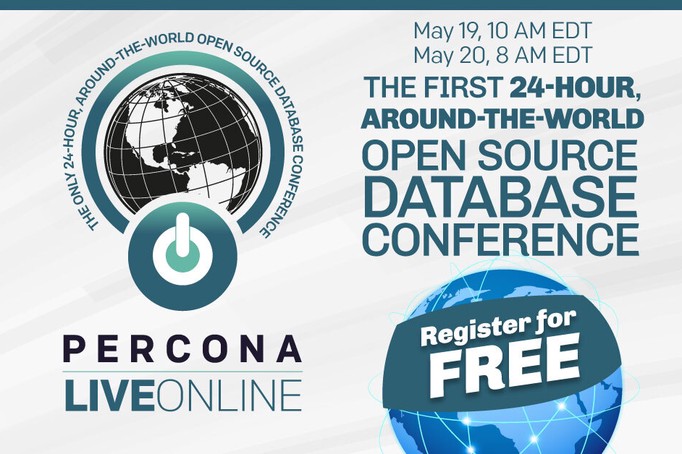 THE ONLY 24-HOUR, AROUND-THE-WORLD OPEN SOURCE DATABASE CONFERENCE
PERCONA
LIVEONLINE
May 19, 10 AM EDT
May 20, 8 AM EDT
THE FIRST 24-HOUR,
AROUND-THE-WORLD
OPEN SOURCE
DATABASE
CONFERENCE
Register for
FREE